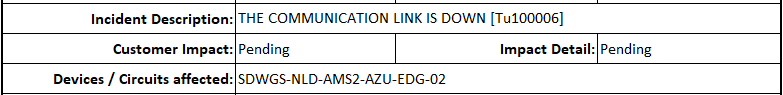 Incident Description: THE COMMUNICATION LINK IS DOWN [Tu100006]
Customer Impact: Pending Impact Detail: Pending
Devices / Circuits affected: SDWGS-NLD-AMS2-AZU-EDG-02